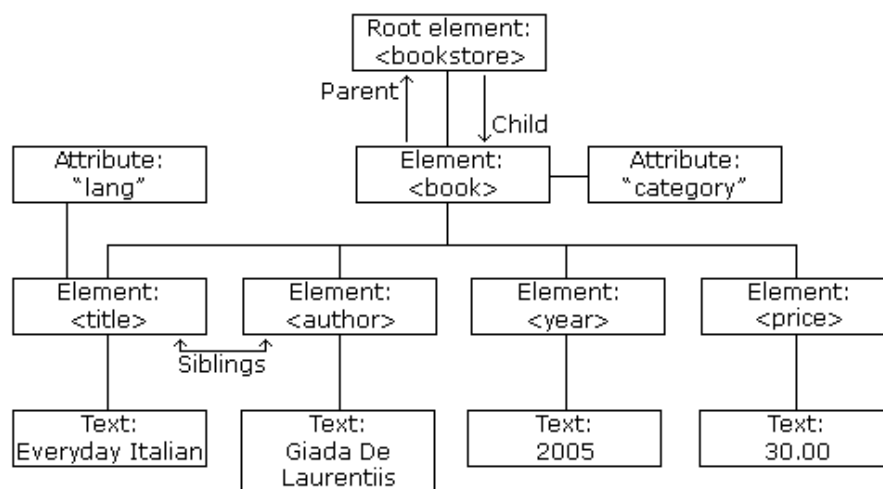 Root element:
<bookstore>
Parent
Child
Attribute:
“lang”
Element:
<book>
Attribute:
“category”
Element:
<title>
Element:
<author>
Element:
<year>
Element:
<price>
Siblings
Text:
Everyday Italian
Text:
Giada De
Laurentiis
Text:
2005
Text:
30.00